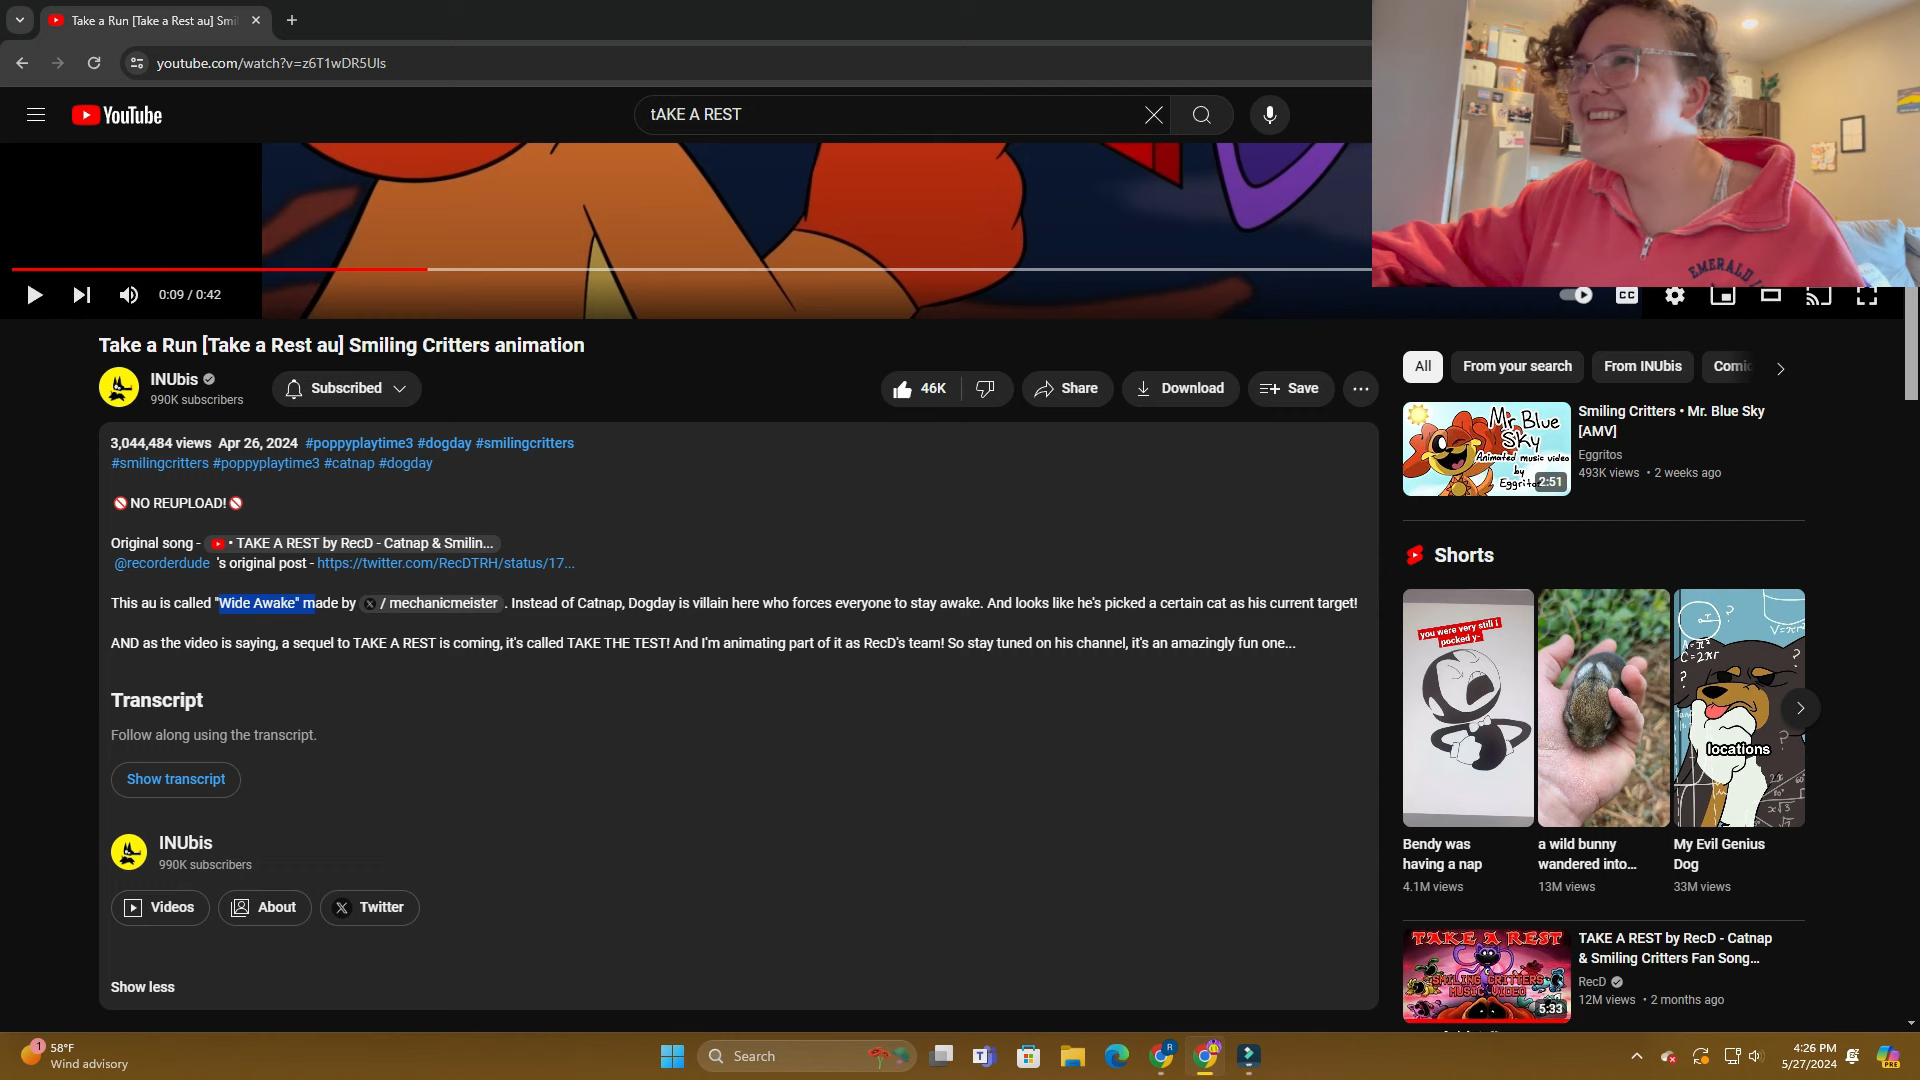 Take a Run [Take a Rest au] Smi
youtube.com/watch?v=z6T1wDR5Uls
YouTube
tAKE A REST
EMERALD
0:09 / 0:42
CC
Take a Run [Take a Rest au] Smiling Critters animation
INUbis
990K subscribers
Subscribed
46K
Share
Download
Save
3,044,484 views Apr 26, 2024 #poppyplaytime3 #dogday #smilingcritters
#smilingcritters #poppyplaytime3 #catnap #dogday
NO REUPLOAD!
Original song - • TAKE A REST by RecD - Catnap & Smilin...
@recorderdude 's original post - https://twitter.com/RecDTRH/status/17...
This au is called "Wide Awake" made by X / mechanicmeister . Instead of Catnap, Dogday is villain here who forces everyone to stay awake. And looks like he's picked a certain cat as his current target!
AND as the video is saying, a sequel to TAKE A REST is coming, it's called TAKE THE TEST! And I'm animating part of it as RecD's team! So stay tuned on his channel, it's an amazingly fun one...
Transcript
Follow along using the transcript.
Show transcript
INUbis
990K subscribers
Videos
About
X Twitter
Show less
All
From your search
From INUbis
Comic
Mr. Blue
Sky
Animated music video
by
Eggritos
2:51
Smiling Critters • Mr. Blue Sky
[AMV]
Eggritos
493K views • 2 weeks ago
Shorts
you were very still i
pocked y-
Bendy was
having a nap
4.1M views
a wild bunny
wandered into...
13M views
locations
My Evil Genius
Dog
33M views
TAKE A REST
SMILING CRITTERS
MUSIC VIDEO
5:33
TAKE A REST by RecD - Catnap
& Smiling Critters Fan Song...
RecD
12M views • 2 months ago
1
58°F
Wind advisory
Search
R
4:26 PM
5/27/2024
PRE